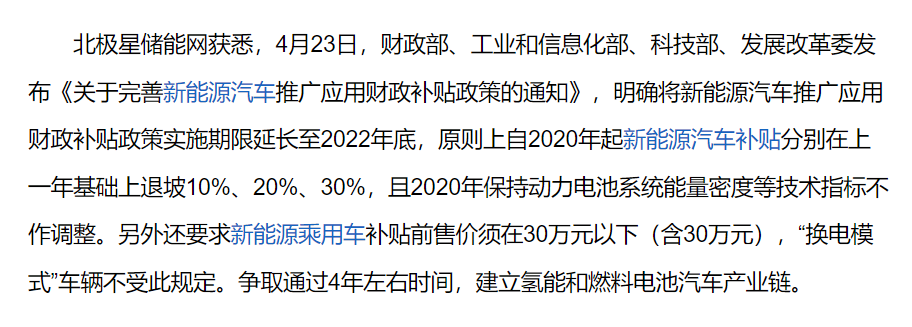 北极星储能网获悉，4月23日，财政部、工业和信息化部、科技部、发展改革委发
布《关于完善新能源汽车推广应用财政补贴政策的通知》，明确将新能源汽车推广应用
财政补贴政策实施期限延长至2022年底，原则上自2020年起新能源汽车补贴分别在上
一年基础上退坡10%、20%、30%，且2020年保持动力电池系统能量密度等技术指标不
作调整。另外还要求新能源乘用车补贴前售价须在30万元以下（含30万元），“换电模
式”车辆不受此规定。争取通过4年左右时间，建立氢能和燃料电池汽车产业链。